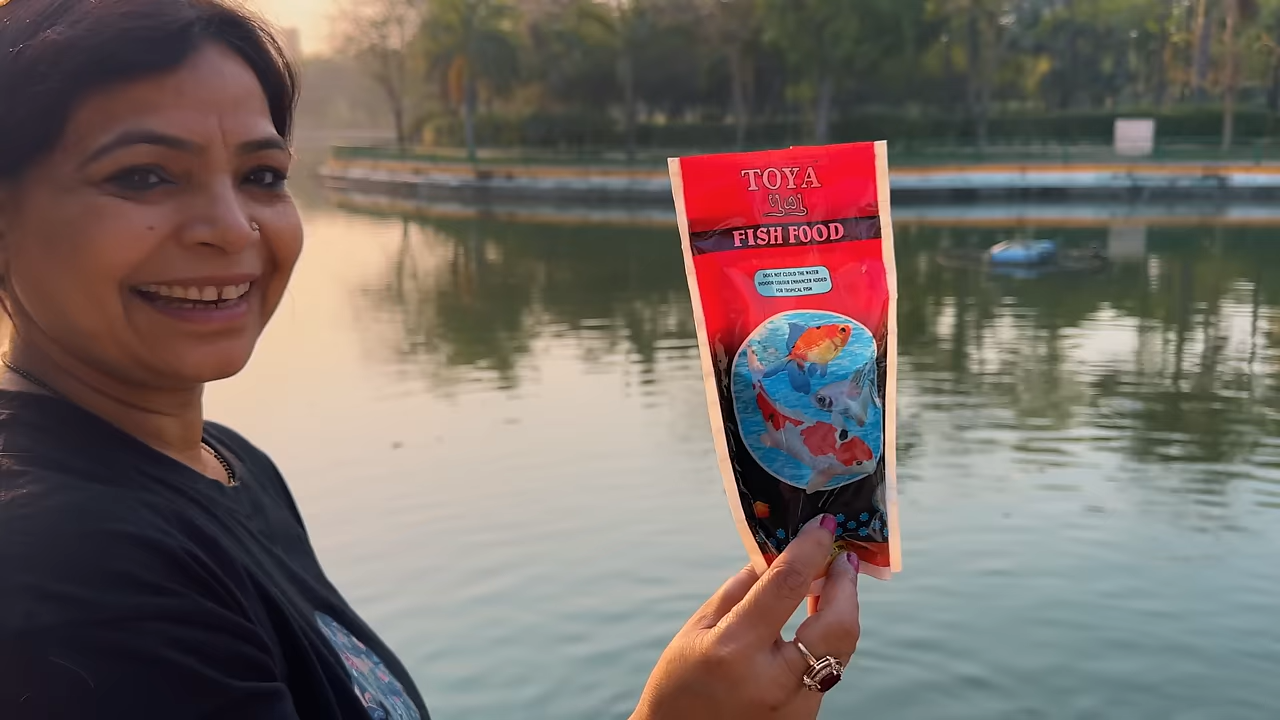 TOYA
FISH FOOD
DOES NOT CLOUD THE WATER
INDOOR COLOUR ENHANCER ADDED
FOR TROPICAL FISH